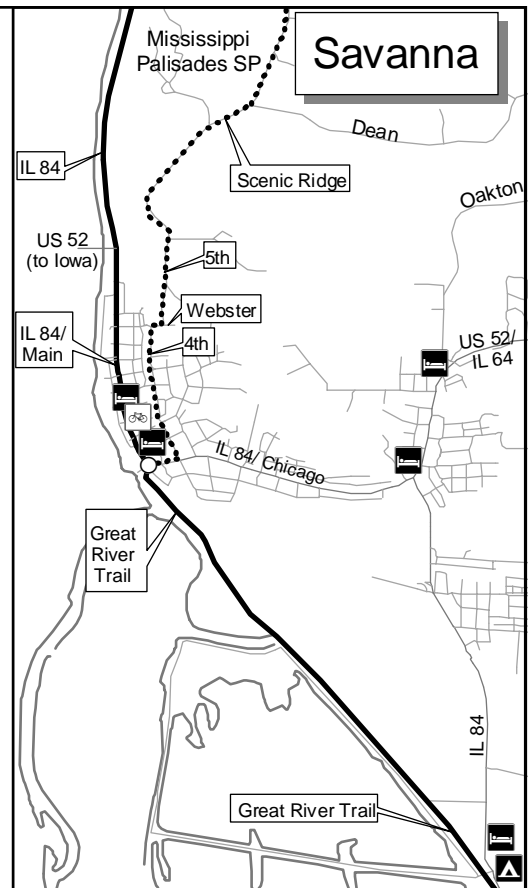 Savanna
Mississippi
Palisades SP
Dean
IL 84
Scenic Ridge
Oakton
US 52
(to Iowa)
5th
Webster
IL 84/
Main
4th
US 52/
IL 64
IL 84/ Chicago
Great
River
Trail
IL 84
Great River Trail